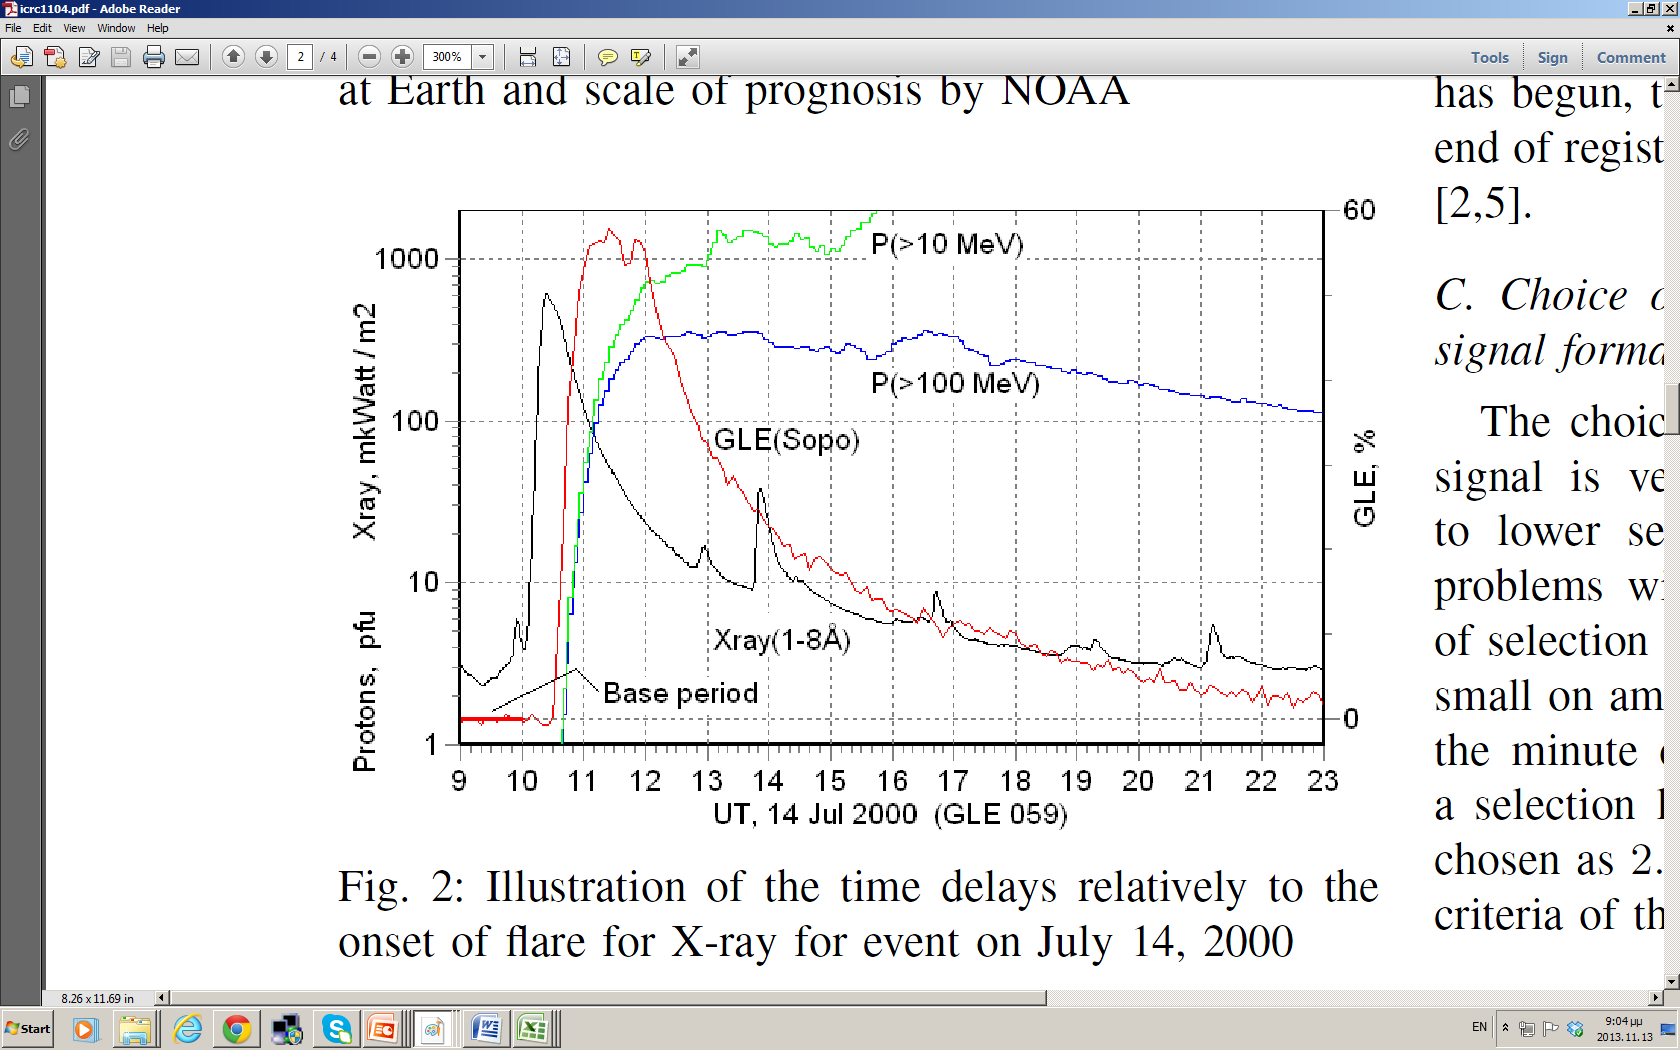 icrc1104.pdf - Adobe Reader
File Edit View Window Help
2 / 4 300% Tools Sign Comment
at Earth and scale of prognosis by NOAA
60
P(>10 MeV)
1000
P(>100 MeV)
100
GLE(Sopo)
10
Xray(1-8Å)
Base period
0
1
Protons, pfu Xray, mkWatt / m2
GLE, %
9 10 11 12 13 14 15 16 17 18 19 20 21 22 23
UT, 14 Jul 2000 (GLE 059)
Fig. 2: Illustration of the time delays relatively to the
onset of flare for X-ray for event on July 14, 2000
has begun, t
end of regist
[2,5].
C. Choice o
signal forma
The choic
signal is ve
to lower se
problems wi
of selection
small on am
the minute o
a selection l
chosen as 2.
criteria of th
8.26 x 11.69 in
Start
EN
9:04 μμ
2013.11.13